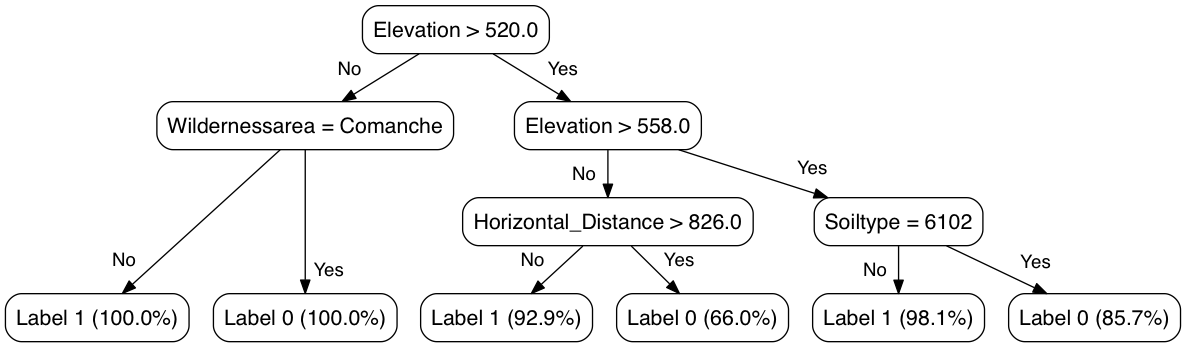 Elevation > 520.0
No
Yes
Wildernessarea = Comanche
Elevation > 558.0
No
Yes
Horizontal_Distance > 826.0
Soiltype = 6102
No
Yes
No
Yes
No
Yes
Label 1 (100.0%)
Label 0 (100.0%)
Label 1 (92.9%)
Label 0 (66.0%)
Label 1 (98.1%)
Label 0 (85.7%)